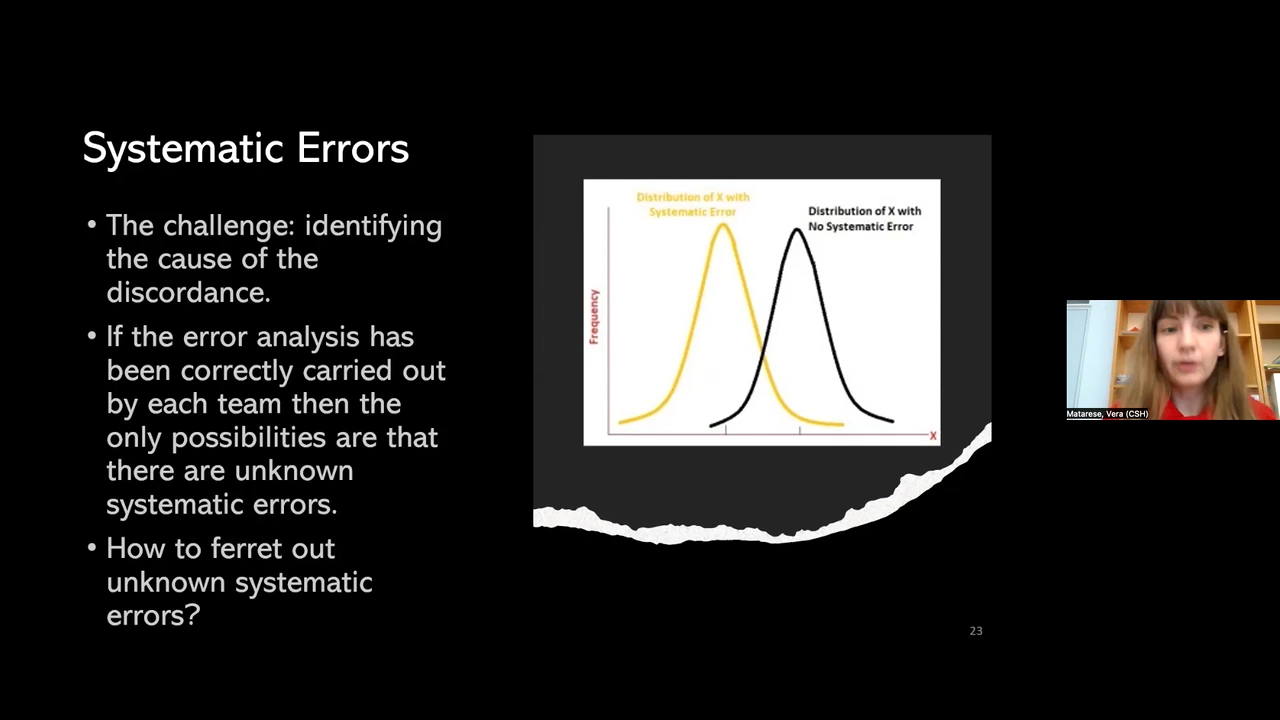 Systematic Errors
• The challenge: identifying
the cause of the
discordance.
• If the error analysis has
been correctly carried out
by each team then the
only possibilities are that
there are unknown
systematic errors.
• How to ferret out
unknown systematic
errors?
Distribution of X with
Systematic Error
Distribution of X with
No Systematic Error
Frequency
X
23
Matarese, Vera (CSH)